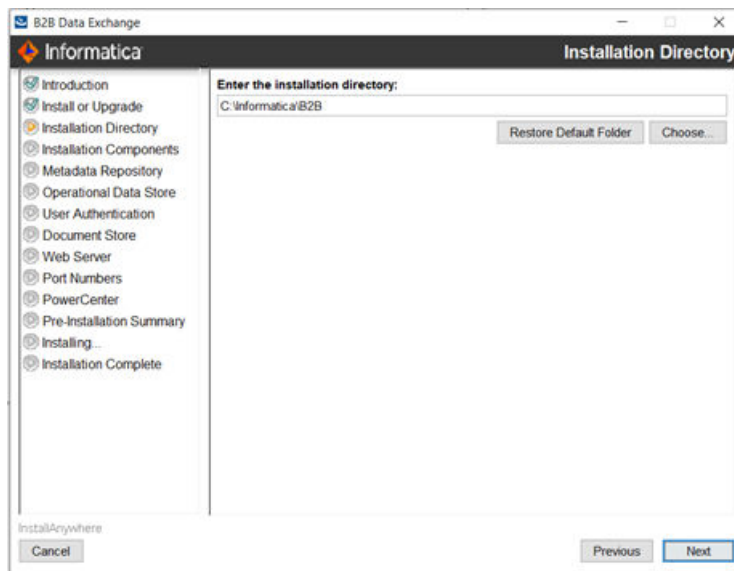 B2B Data Exchange
Informatica
Installation Directory
Introduction
Install or Upgrade
Installation Directory
Installation Components
Metadata Repository
Operational Data Store
User Authentication
Document Store
Web Server
Port Numbers
PowerCenter
Pre-Installation Summary
Installing...
Installation Complete
Enter the installation directory:
C:\Informatica\B2B
Restore Default Folder
Choose...
InstallAnywhere
Cancel
Previous
Next